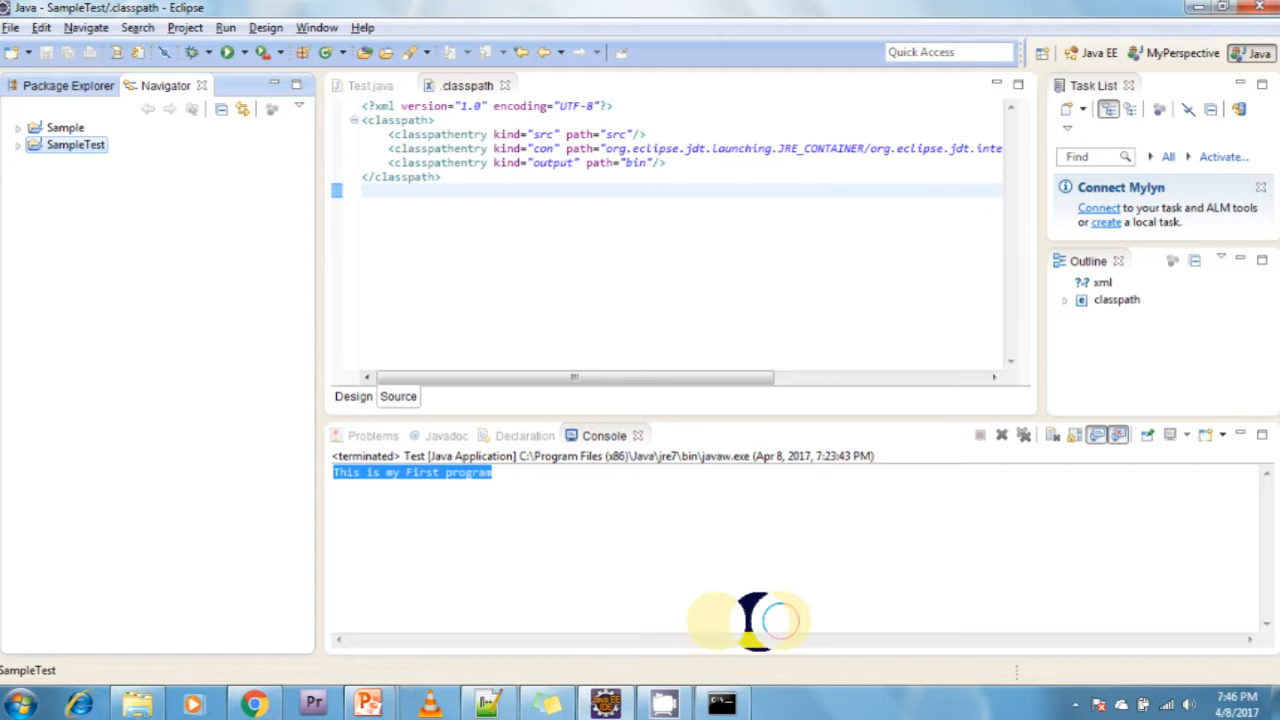 Java - SampleTest/.classpath - Eclipse
File Edit Navigate Search Project Run Design Window Help
Quick Access
Java EE
MyPerspective
Java
Package Explorer
Navigator
Sample
SampleTest
Test.java
.classpath
<?xml version="1.0" encoding="UTF-8"?>
<classpath>
<classpathentry kind="src" path="src"/>
<classpathentry kind="con" path="org.eclipse.jdt.launching.JRE_CONTAINER/org.eclipse.jdt.inte
<classpathentry kind="output" path="bin"/>
</classpath>
Design
Source
Task List
Find
All
Activate...
Connect Mylyn
Connect to your task and ALM tools
or create a local task.
Outline
xml
classpath
Problems
Javadoc
Declaration
Console
<terminated> Test [Java Application] C:\Program Files (x86)\Java\jre7\bin\javaw.exe (Apr 8, 2017, 7:23:43 PM)
This is my First program
SampleTest
Pr
Java EE
IDE
C:\.
7:46 PM
4/8/2017